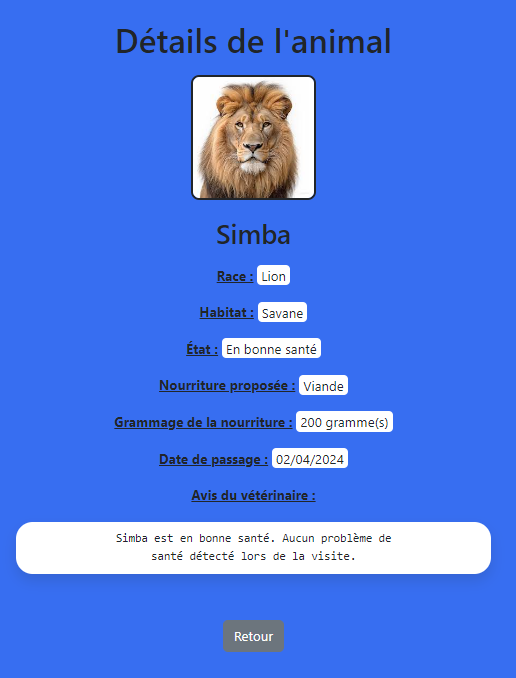 Détails de l'animal
Simba
Race : Lion
Habitat : Savane
État : En bonne santé
Nourriture proposée : Viande
Grammage de la nourriture : 200 gramme(s)
Date de passage : 02/04/2024
Avis du vétérinaire :
Simba est en bonne santé. Aucun problème de
santé détecté lors de la visite.
Retour